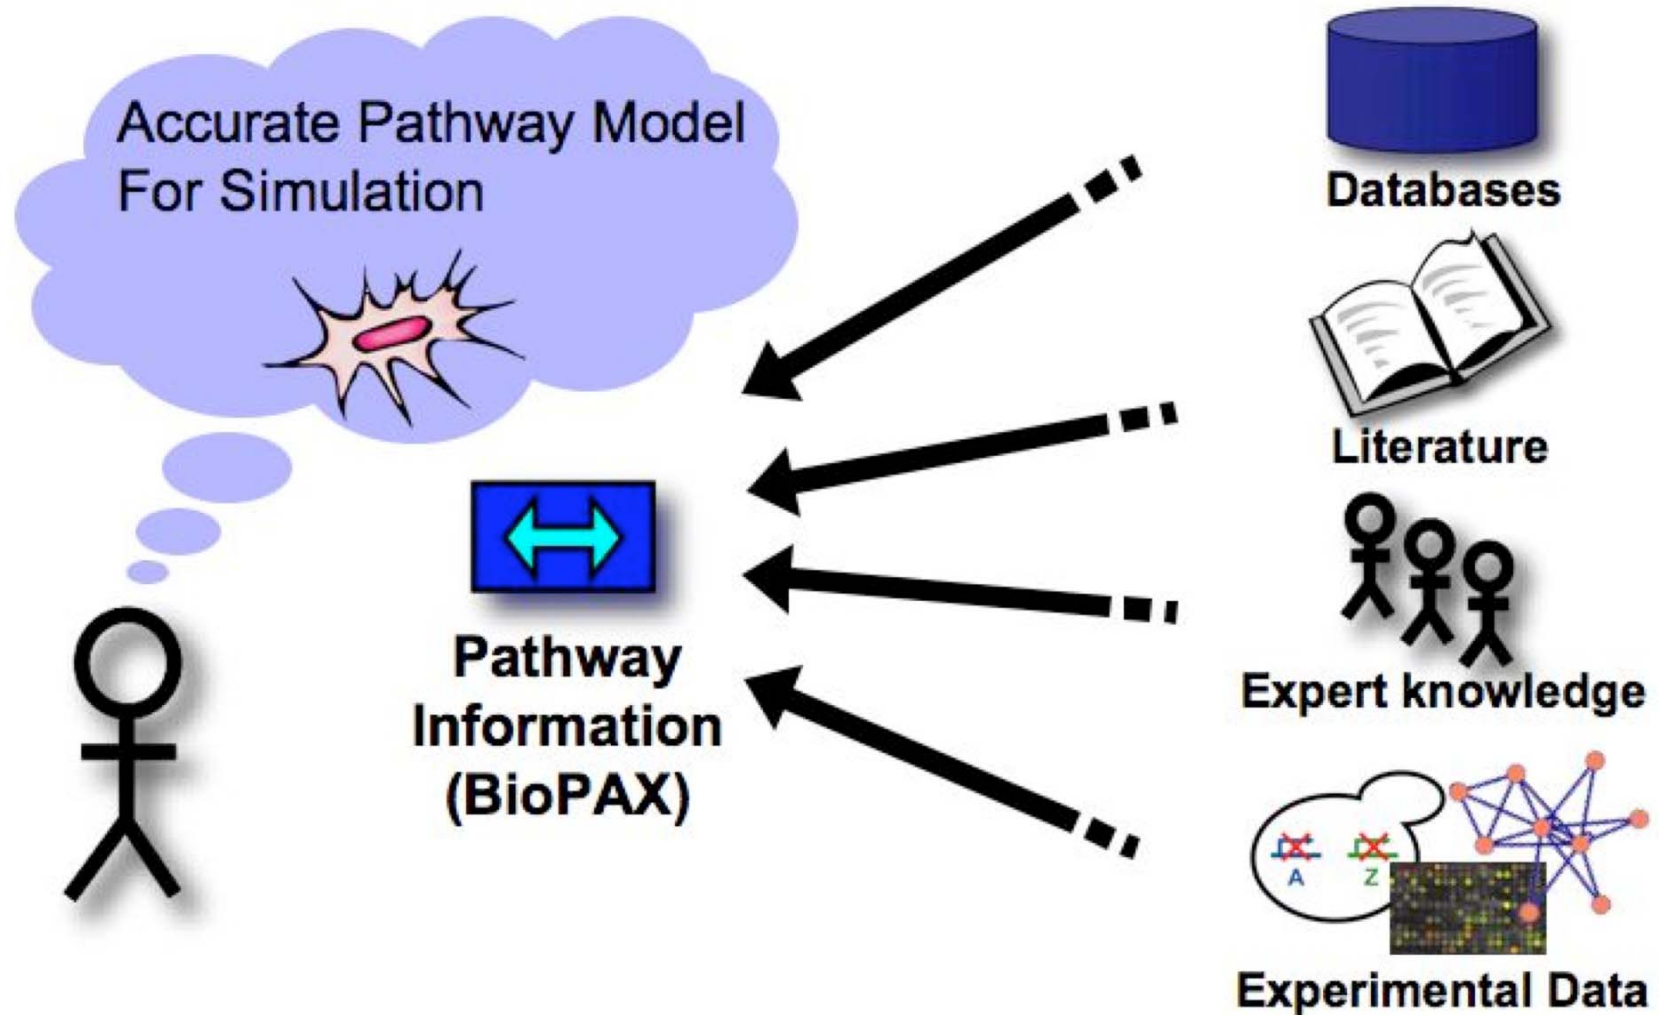 Accurate Pathway Model
For Simulation
Databases
Literature
Pathway
Information
(BioPAX)
Expert knowledge
A
Z
Experimental Data